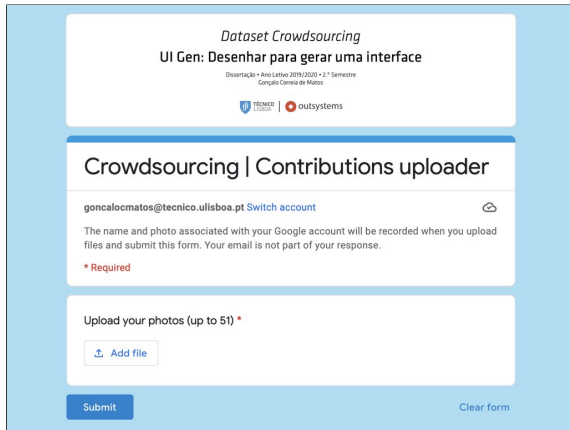 Dataset Crowdsourcing
UI Gen: Desenhar para gerar uma interface
Dissertação • Ano Letivo 2019/2020 • 2.º Semestre
Gonçalo Correia de Matos
TÉCNICO
LISBOA
outsystems
Crowdsourcing | Contributions uploader
goncalocmatos@tecnico.ulisboa.pt Switch account
The name and photo associated with your Google account will be recorded when you upload
files and submit this form. Your email is not part of your response.
* Required
Upload your photos (up to 51) *
Add file
Submit
Clear form